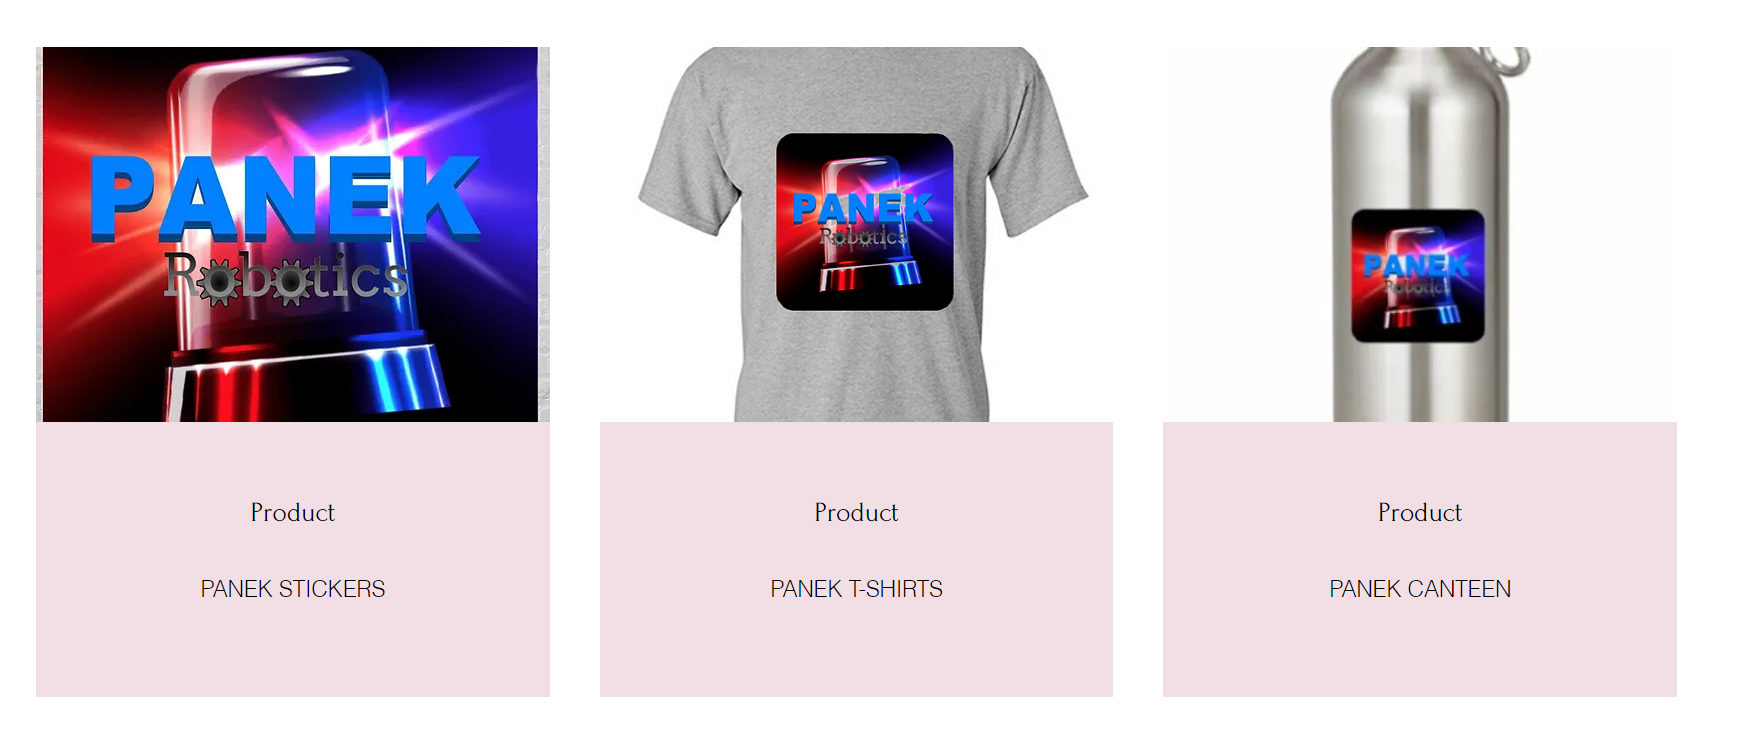 PANEK
Robotics
PANEK
Robotics
PANEK
Robotics
Product
PANEK STICKERS
Product
PANEK T-SHIRTS
Product
PANEK CANTEEN